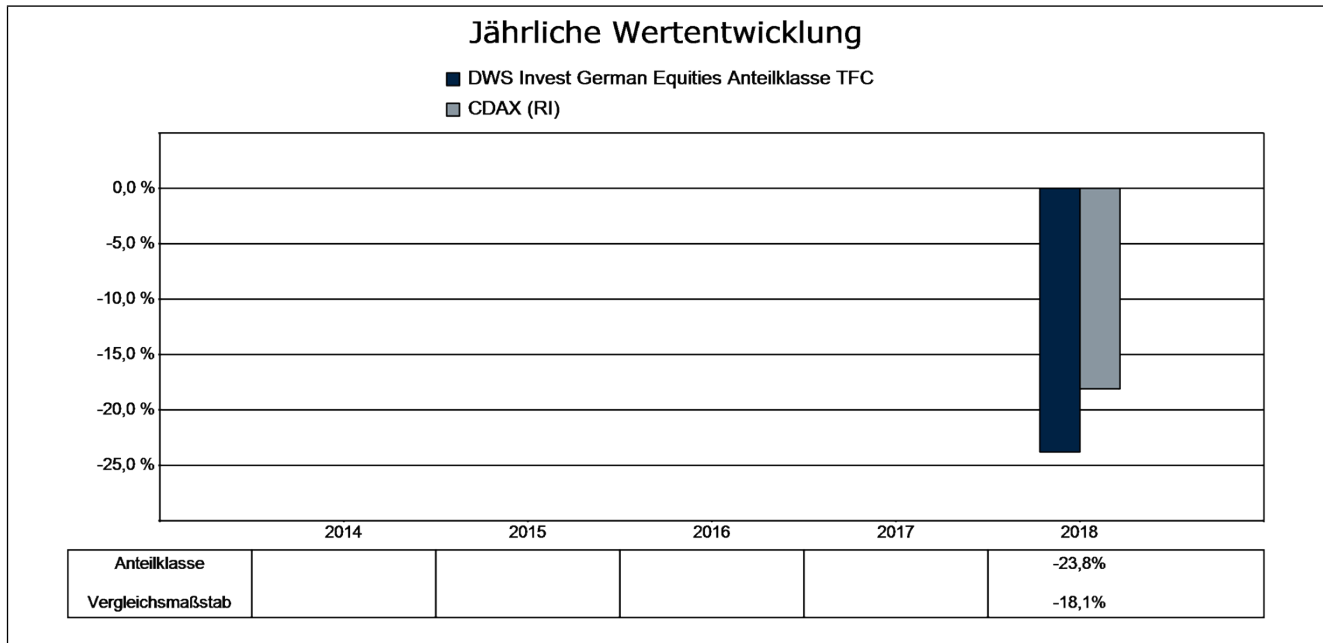 Jährliche Wertentwicklung
DWS Invest German Equities Anteilklasse TFC
CDAX (RI)
0,0 %
-5,0 %
-10,0 %
-15,0 %
-20,0 %
-25,0 %
2014 2015 2016 2017 2018
Anteilklasse -23,8%
Vergleichsmaßstab -18,1%